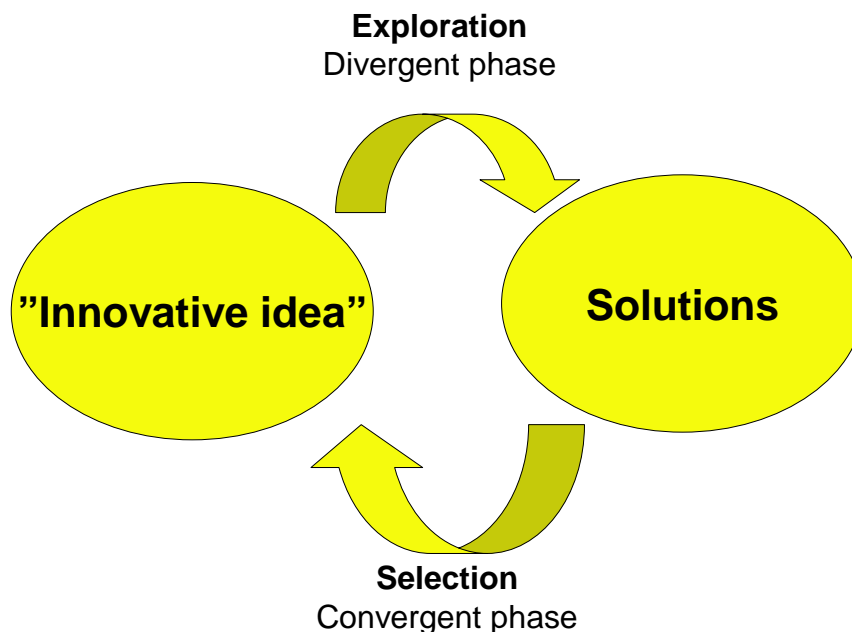 Exploration
Divergent phase
”Innovative idea”
Solutions
Selection
Convergent phase